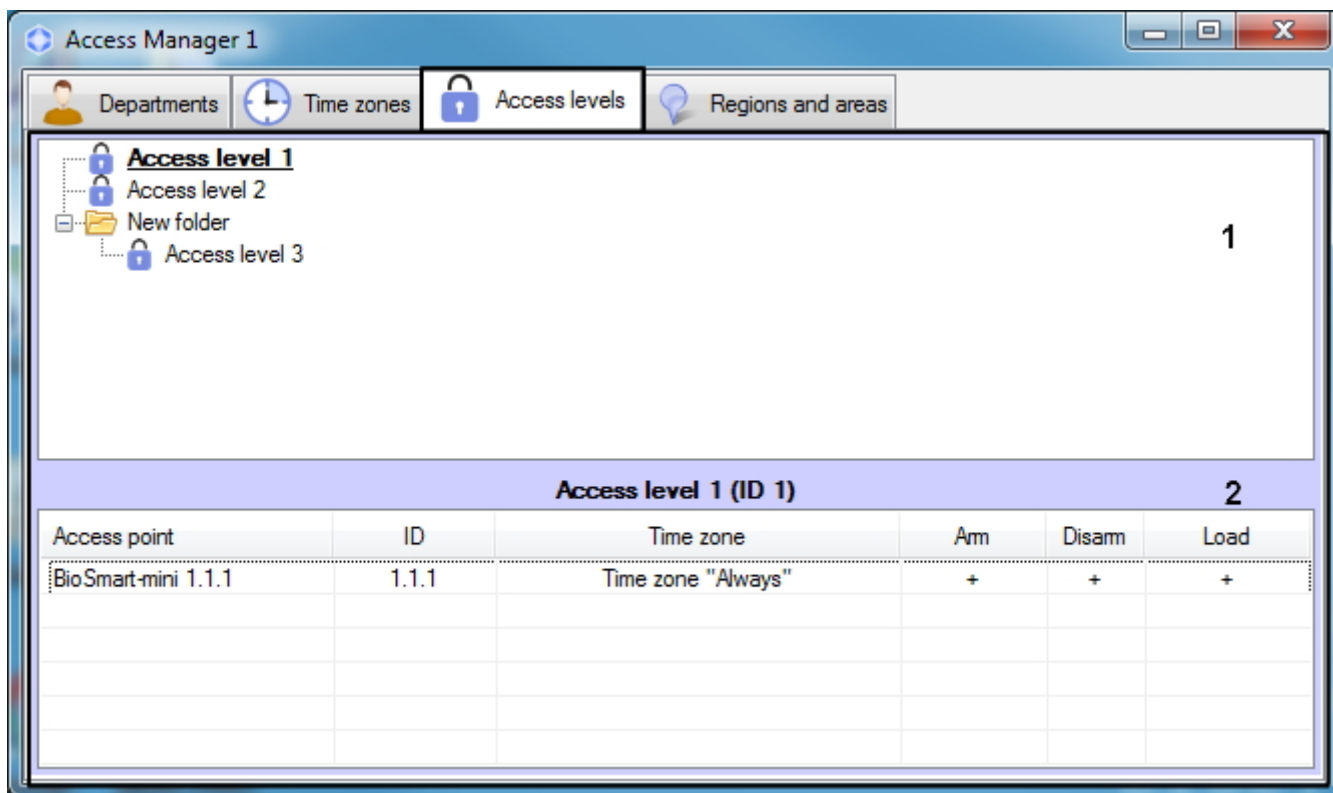 Access Manager 1
Departments Time zones Access levels Regions and areas
Access level 1
Access level 2
New folder
Access level 3
1
Access level 1 (ID 1) 2
Access point ID Time zone Arm Disarm Load
BioSmart-mini 1.1.1 1.1.1 Time zone "Always" + + +